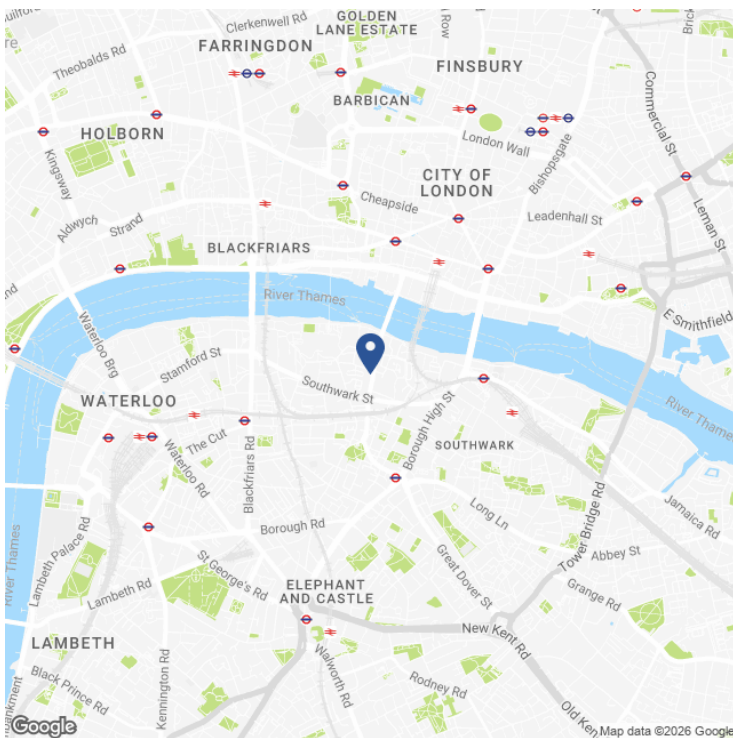 Clerkenwell Rd
GOLDEN
LANE ESTATE
Theobalds Rd
FARRINGDON
FINSBURY
BARBICAN
Commercial St
HOLBORN
London Wall
Kingsway
Bishopsgate
CITY OF
LONDON
Cheapside
Leadenhall St
Leman St
Aldwych
Strand
BLACKFRIARS
River Thames
E Smithfield
Waterloo Brg
Stamford St
Southwark St
WATERLOO
Borough High St
River Thames
The Cut
SOUTHWARK
Waterloo Rd
Blackfriars Rd
Long Ln
Jamaica Rd
Borough Rd
Tower Bridge Rd
Abbey St
River Thames
Lambeth Palace Rd
St George's Rd
Great Dover St
Lambeth Rd
ELEPHANT
AND CASTLE
Grange Rd
New Kent Rd
LAMBETH
Black Prince Rd
Kennington Rd
Walworth Rd
Rodney Rd
Old Ken
Google
Map data ©2026 Google